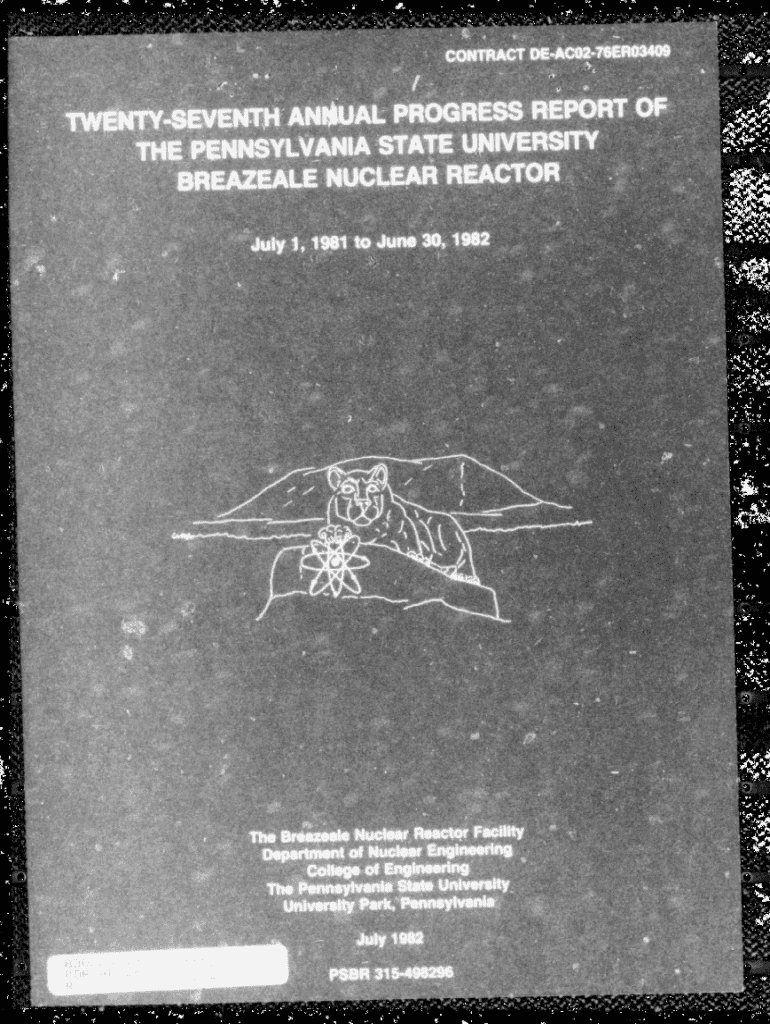 CONTRACT DE-AC02-76ER03409
TWENTY-SEVENTH ANNUAL PROGRESS REPORT OF
THE PENNSYLVANIA STATE UNIVERSITY
BREAZEALE NUCLEAR REACTOR
July 1, 1981 to June 30, 1982
The Breazeale Nuclear Reactor Facility
Department of Nuclear Engineering
College of Engineering
The Pennsylvania State University
University Park, Pennsylvania
July 1982
PSBR 315-498296